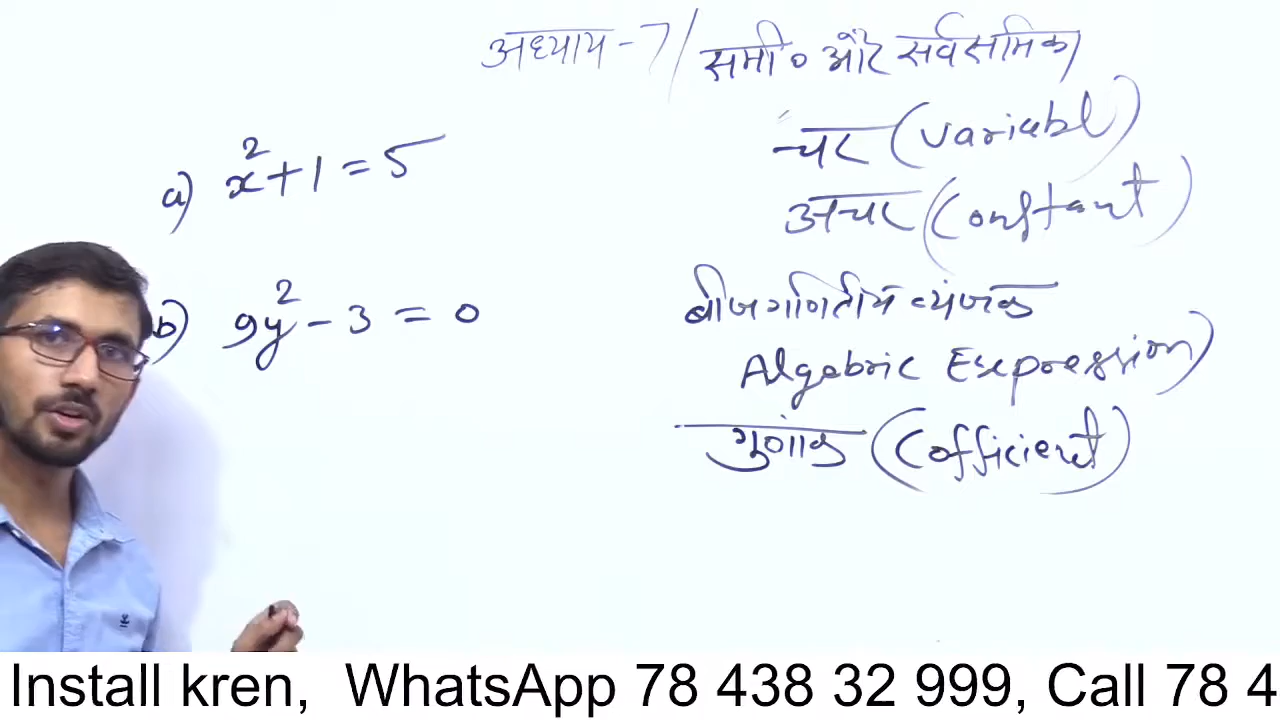 अध्याय - 7 / समी० और सर्वसमिका
a) x² + 1 = 5
b) 9y² - 3 = 0
चर (variabl)
अचर (Constant)
बीजगणितीय व्यंजक
Algebric Expression)
गुणांक (Cofficient)
Install kren, WhatsApp 78 438 32 999, Call 78 4